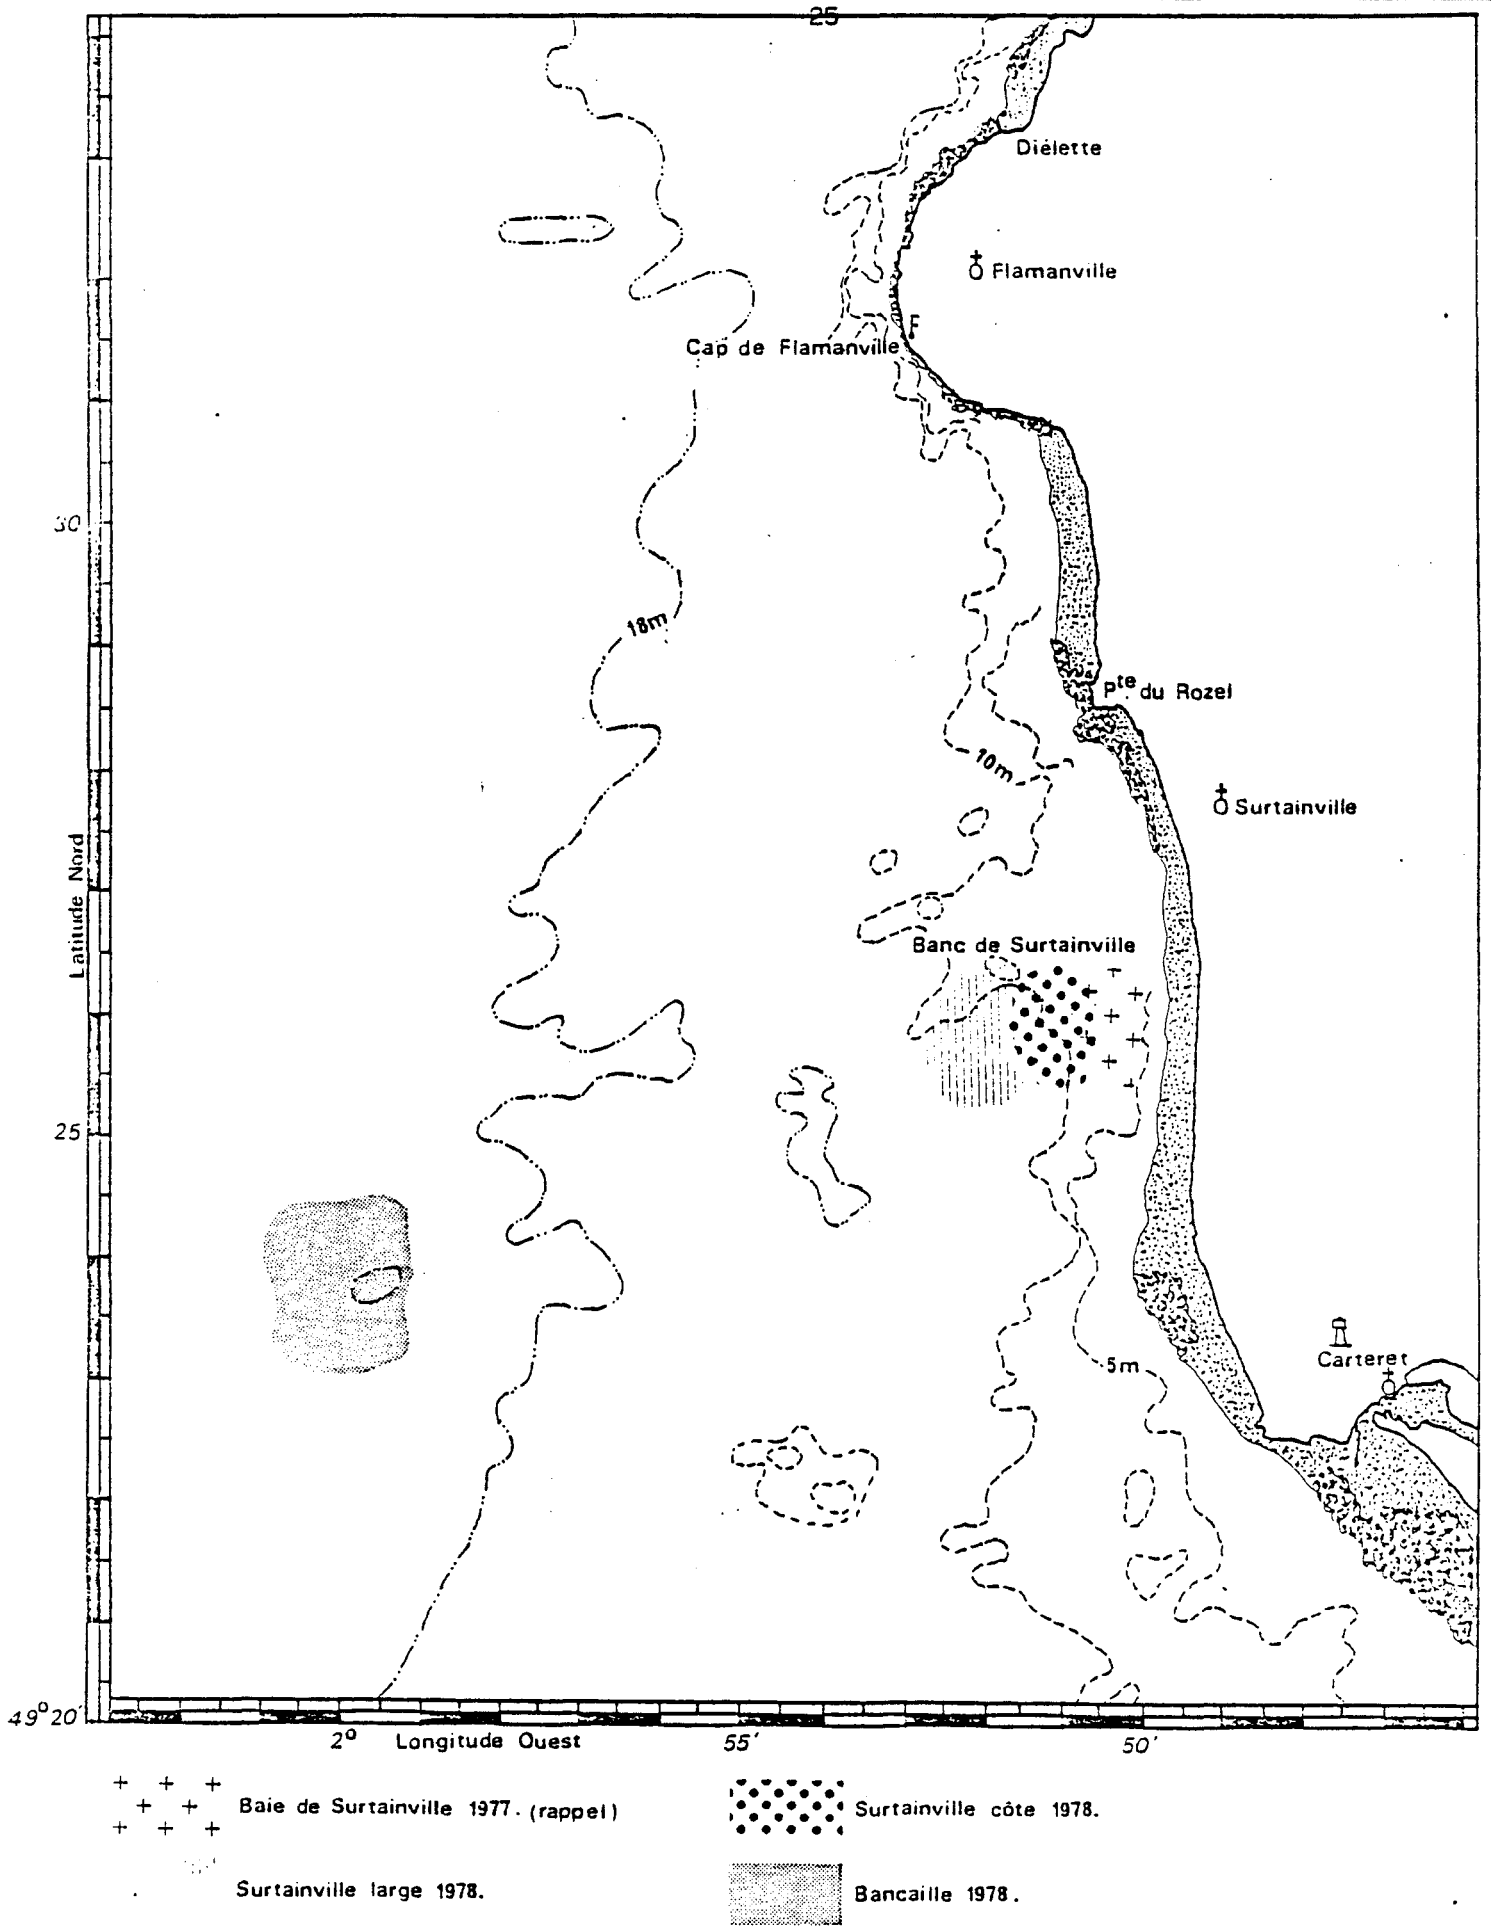 25
Diélette
Flamanville
F
Cap de Flamanville
30
18m
Pte du Rozel
10m
Surtainville
Latitude Nord
Banc de Surtainville
25
Carteret
5m
49° 20'
2° Longitude Ouest 55' 50'
Baie de Surtainville 1977. (rappel)
Surtainville côte 1978.
Surtainville large 1978.
Bancaille 1978.